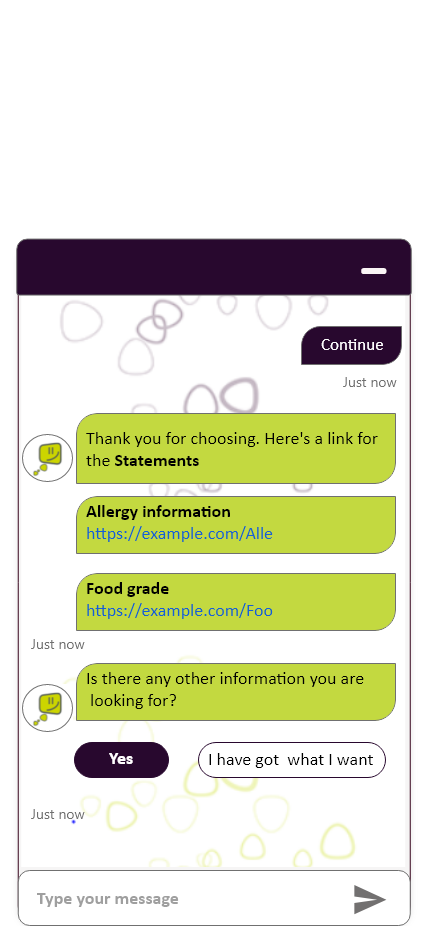 Continue
Just now
Thank you for choosing. Here's a link for
the Statements
Allergy information
https://example.com/Alle
Food grade
https://example.com/Foo
Just now
Is there any other information you are
looking for?
Yes
I have got  what I want
Just now
Type your message